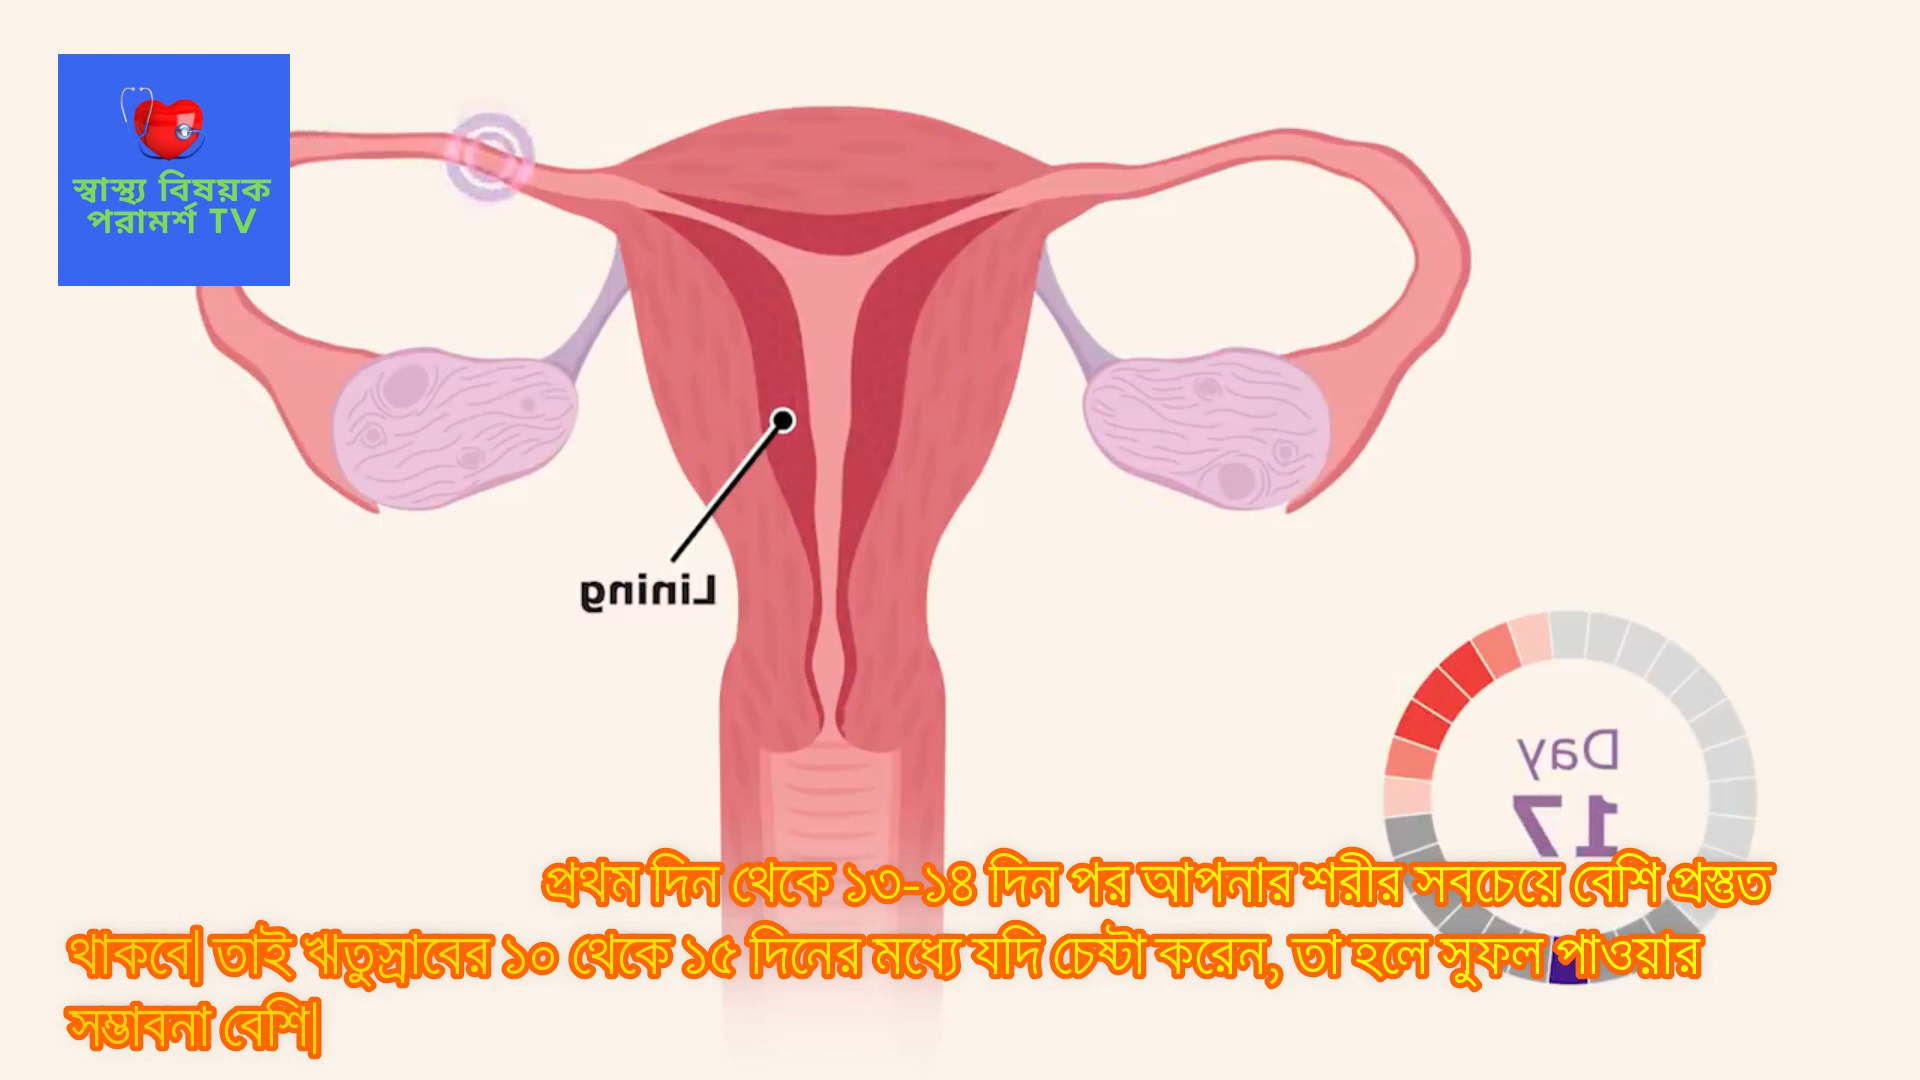 স্বাস্থ্য বিষয়ক
পরামর্শ TV
Lining
Day
17
প্রথম দিন থেকে ১৩-১৪ দিন পর আপনার শরীর সবচেয়ে বেশি প্রস্তুত
থাকবে| তাই ঋতুস্রাবের ১০ থেকে ১৫ দিনের মধ্যে যদি চেষ্টা করেন, তা হলে সুফল পাওয়ার
সম্ভাবনা বেশি|